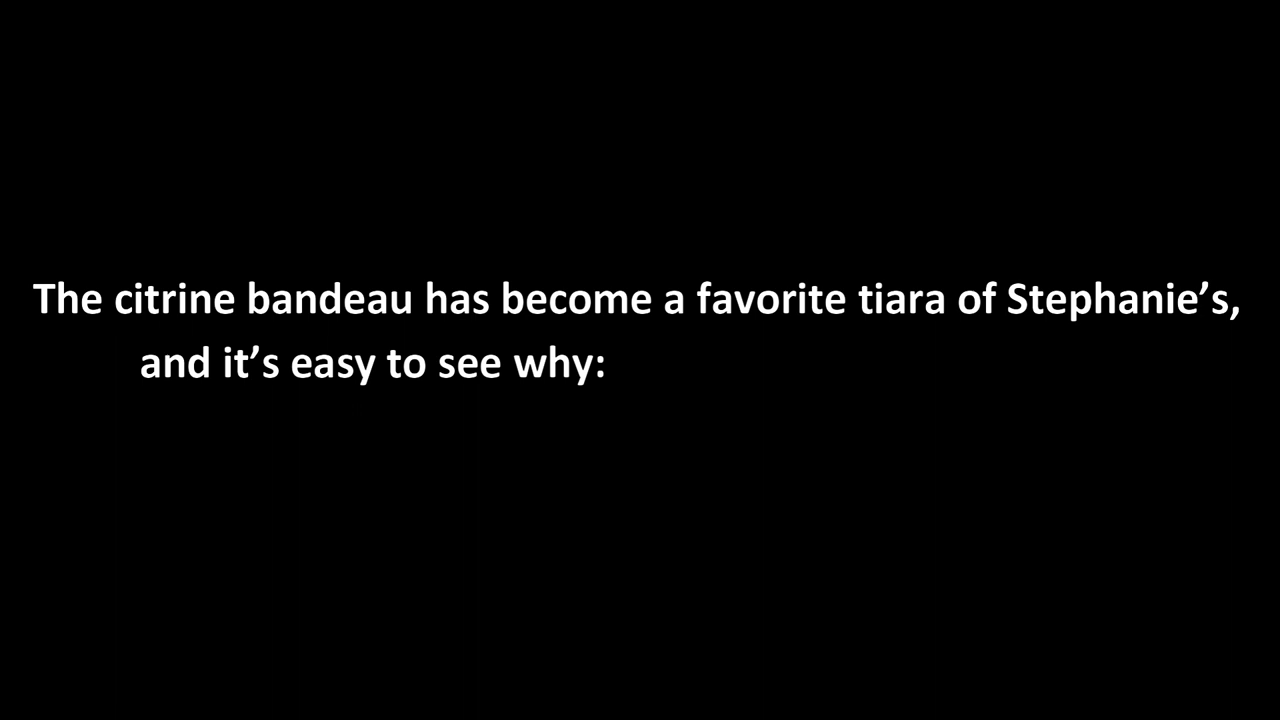 The citrine bandeau has become a favorite tiara of Stephanie’s,
and it’s easy to see why: